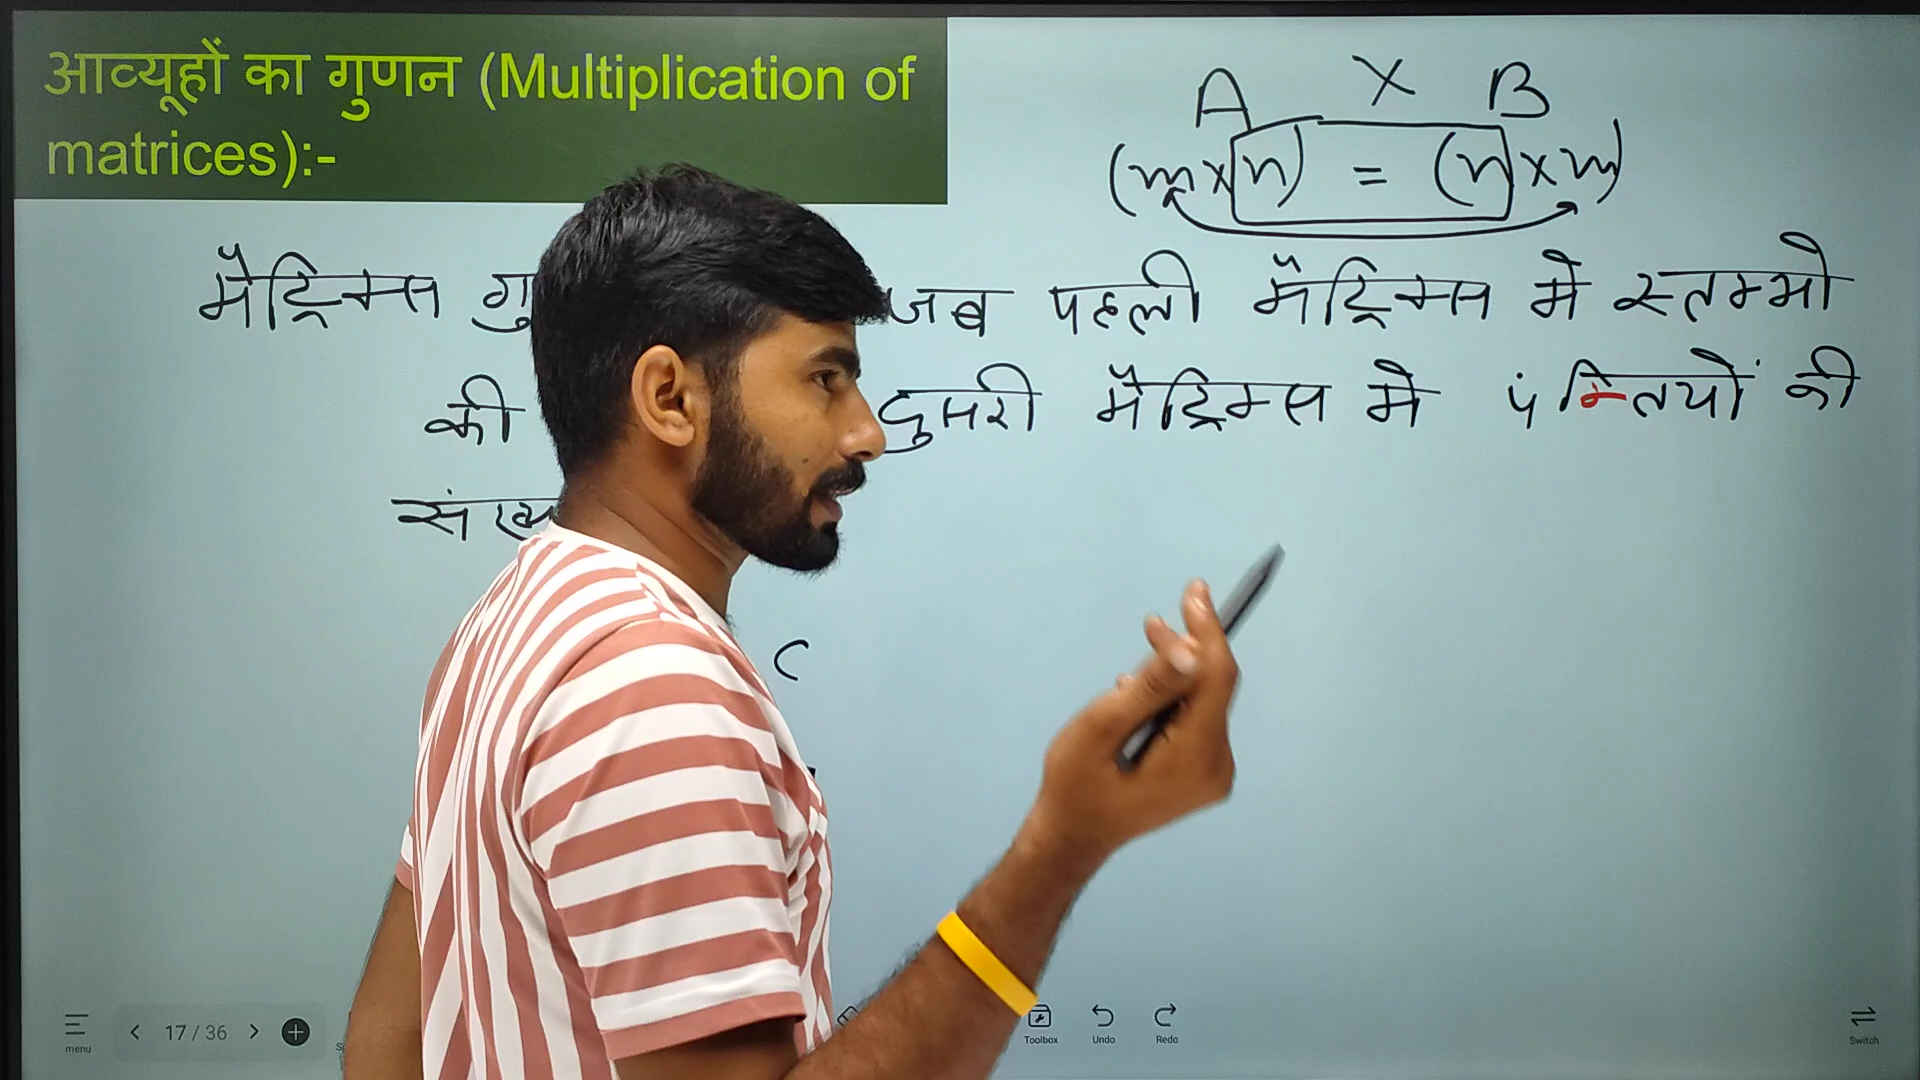 आव्यूहों का गुणन (Multiplication of
matrices):-
A × B
(m×n) = (n×m)
मैट्रिक्स जब पहली मैट्रिक्स मे स्तम्भो
की दुसरी मैट्रिक्स मे पंक्तियों की
C
menu
17 / 36
Toolbox
Undo
Redo
Switch